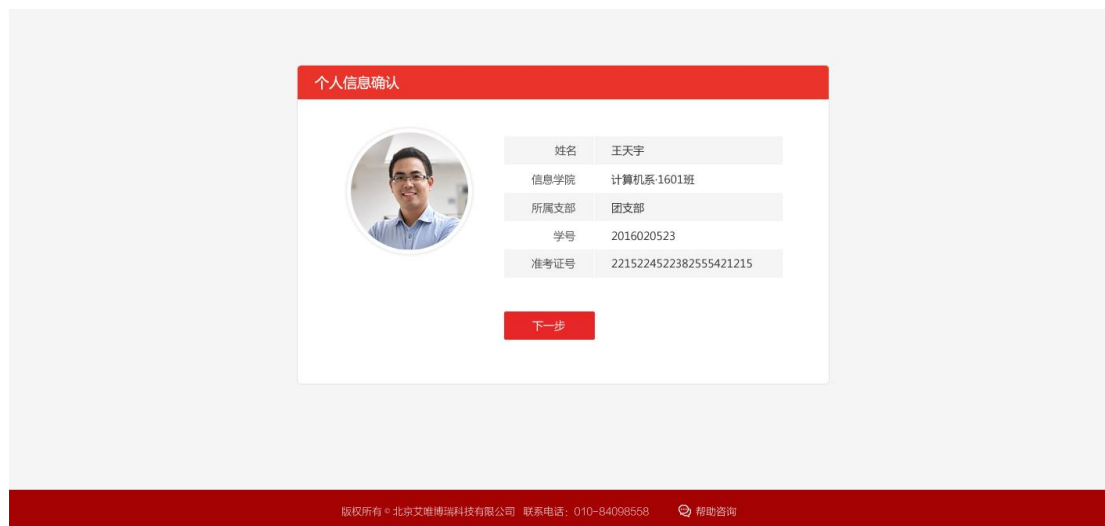 个人信息确认
姓名 王天宇
信息学院 计算机系·1601班
所属支部 团支部
学号 2016020523
准考证号 2215224522382555421215
下一步
版权所有©北京艾唯博瑞科技有限公司 联系电话：010-84098558 帮助咨询